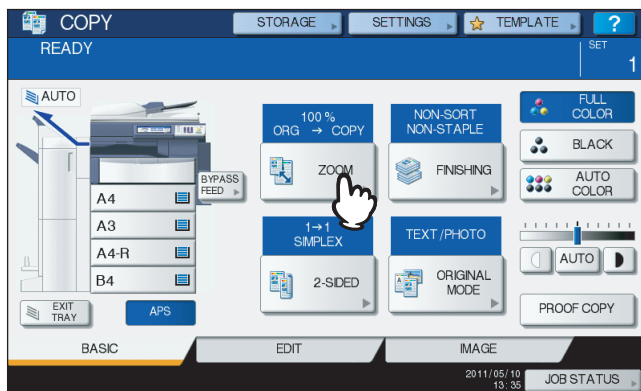 COPY
STORAGE
SETTINGS
TEMPLATE
?
READY
SET
1
AUTO
100 %
ORG → COPY
NON-SORT
NON-STAPLE
FULL
COLOR
BLACK
AUTO
COLOR
ZOOM
FINISHING
BYPASS
FEED
A4
A3
A4-R
B4
1→1
SIMPLEX
TEXT/PHOTO
2-SIDED
ORIGINAL
MODE
AUTO
EXIT
TRAY
APS
PROOF COPY
BASIC
EDIT
IMAGE
2011/05/10
13:35
JOB STATUS